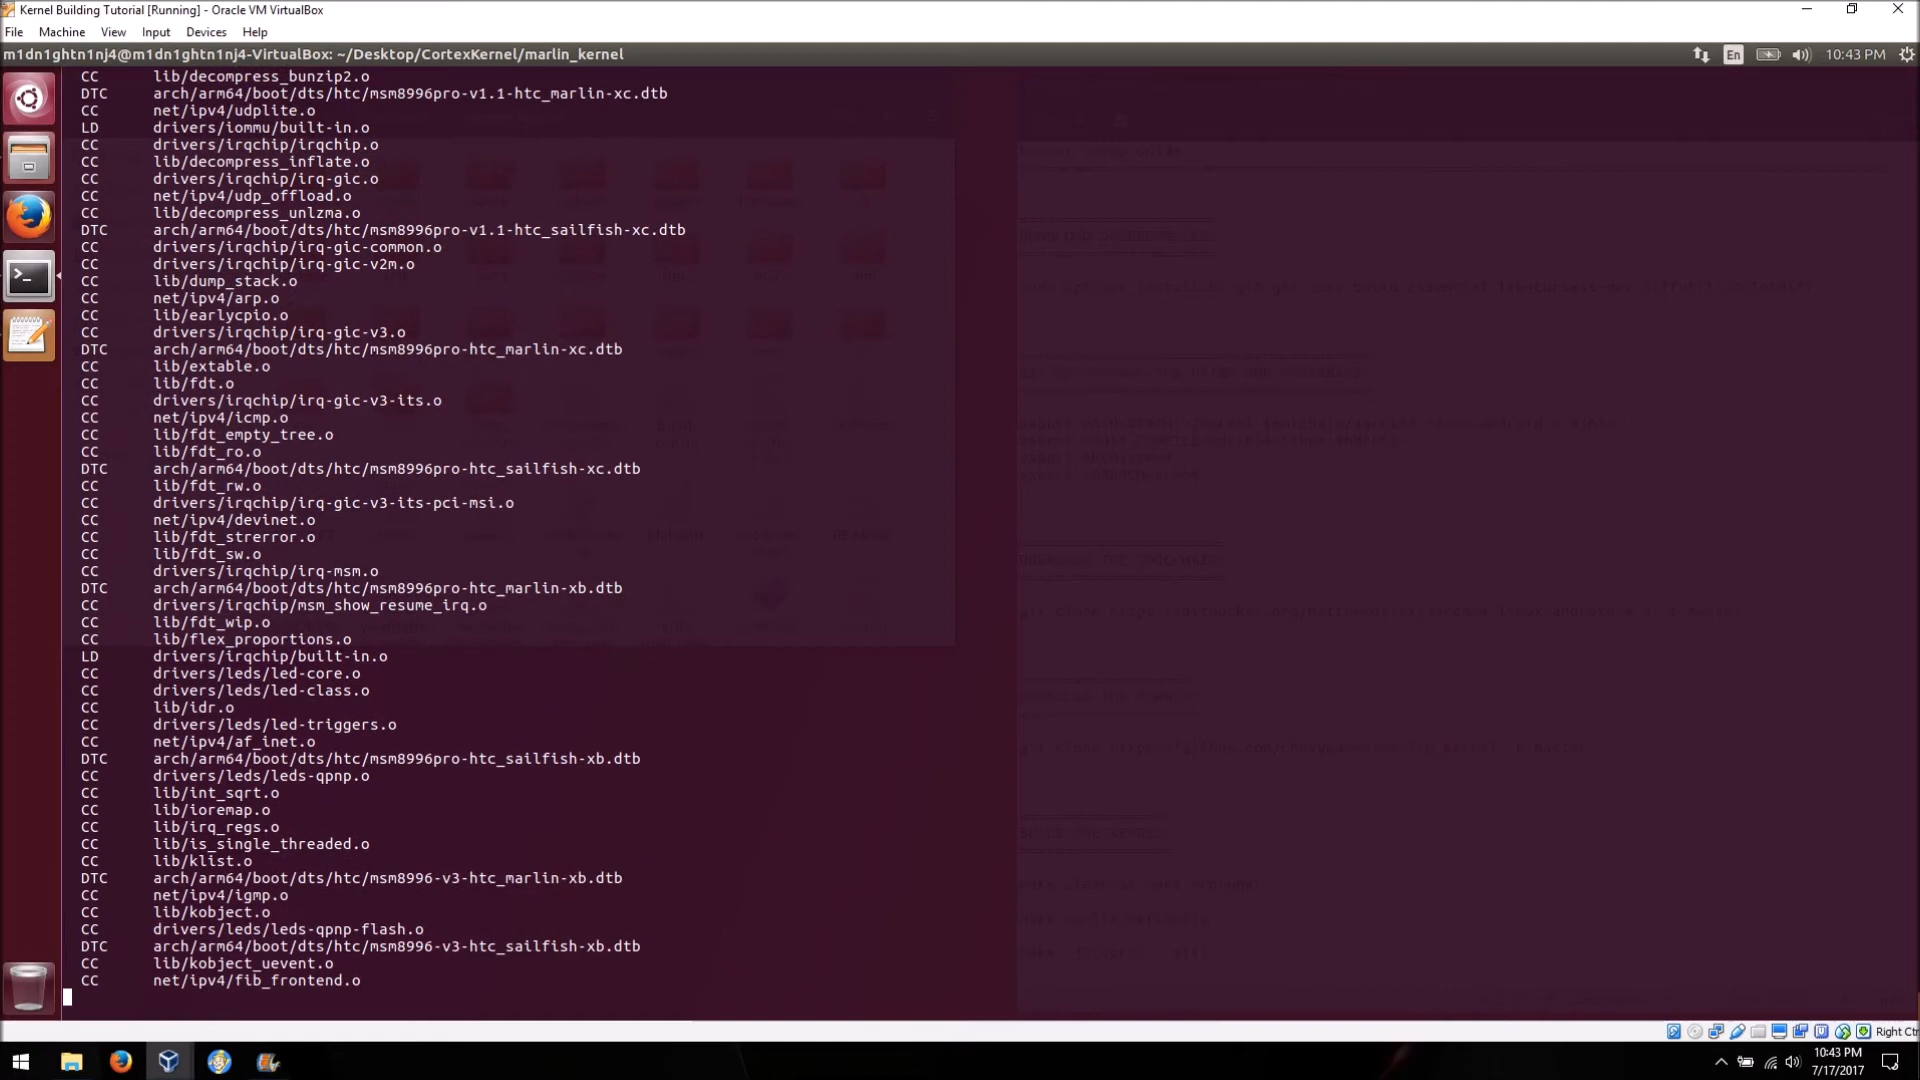 Kernel Building Tutorial [Running] - Oracle VM VirtualBox
File Machine View Input Devices Help
m1dn1ghtn1nj4@m1dn1ghtn1nj4-VirtualBox: ~/Desktop/CortexKernel/marlin_kernel
En 10:43 PM
CC lib/decompress_bunzip2.o
DTC arch/arm64/boot/dts/htc/msm8996pro-v1.1-htc_marlin-xc.dtb
CC net/ipv4/udplite.o
LD drivers/iommu/built-in.o
CC drivers/irqchip/irqchip.o
CC lib/decompress_inflate.o
CC drivers/irqchip/irq-gic.o
CC net/ipv4/udp_offload.o
CC lib/decompress_unlzma.o
DTC arch/arm64/boot/dts/htc/msm8996pro-v1.1-htc_sailfish-xc.dtb
CC drivers/irqchip/irq-gic-common.o
CC drivers/irqchip/irq-gic-v2m.o
CC lib/dump_stack.o
CC net/ipv4/arp.o
CC lib/earlycpio.o
CC drivers/irqchip/irq-gic-v3.o
DTC arch/arm64/boot/dts/htc/msm8996pro-htc_marlin-xc.dtb
CC lib/extable.o
CC lib/fdt.o
CC drivers/irqchip/irq-gic-v3-its.o
CC net/ipv4/icmp.o
CC lib/fdt_empty_tree.o
CC lib/fdt_ro.o
DTC arch/arm64/boot/dts/htc/msm8996pro-htc_sailfish-xc.dtb
CC lib/fdt_rw.o
CC drivers/irqchip/irq-gic-v3-its-pci-msi.o
CC net/ipv4/devinet.o
CC lib/fdt_strerror.o
CC lib/fdt_sw.o
CC drivers/irqchip/irq-msm.o
DTC arch/arm64/boot/dts/htc/msm8996pro-htc_marlin-xb.dtb
CC drivers/irqchip/msm_show_resume_irq.o
CC lib/fdt_wip.o
CC lib/flex_proportions.o
LD drivers/irqchip/built-in.o
CC drivers/leds/led-core.o
CC drivers/leds/led-class.o
CC lib/idr.o
CC drivers/leds/led-triggers.o
CC net/ipv4/af_inet.o
DTC arch/arm64/boot/dts/htc/msm8996pro-htc_sailfish-xb.dtb
CC drivers/leds/leds-qpnp.o
CC lib/int_sqrt.o
CC lib/ioremap.o
CC lib/irq_regs.o
CC lib/is_single_threaded.o
CC lib/klist.o
DTC arch/arm64/boot/dts/htc/msm8996-v3-htc_marlin-xb.dtb
CC net/ipv4/igmp.o
CC lib/kobject.o
CC drivers/leds/leds-qpnp-flash.o
DTC arch/arm64/boot/dts/htc/msm8996-v3-htc_sailfish-xb.dtb
CC lib/kobject_uevent.o
CC net/ipv4/fib_frontend.o
Right Ctrl
10:43 PM
7/17/2017